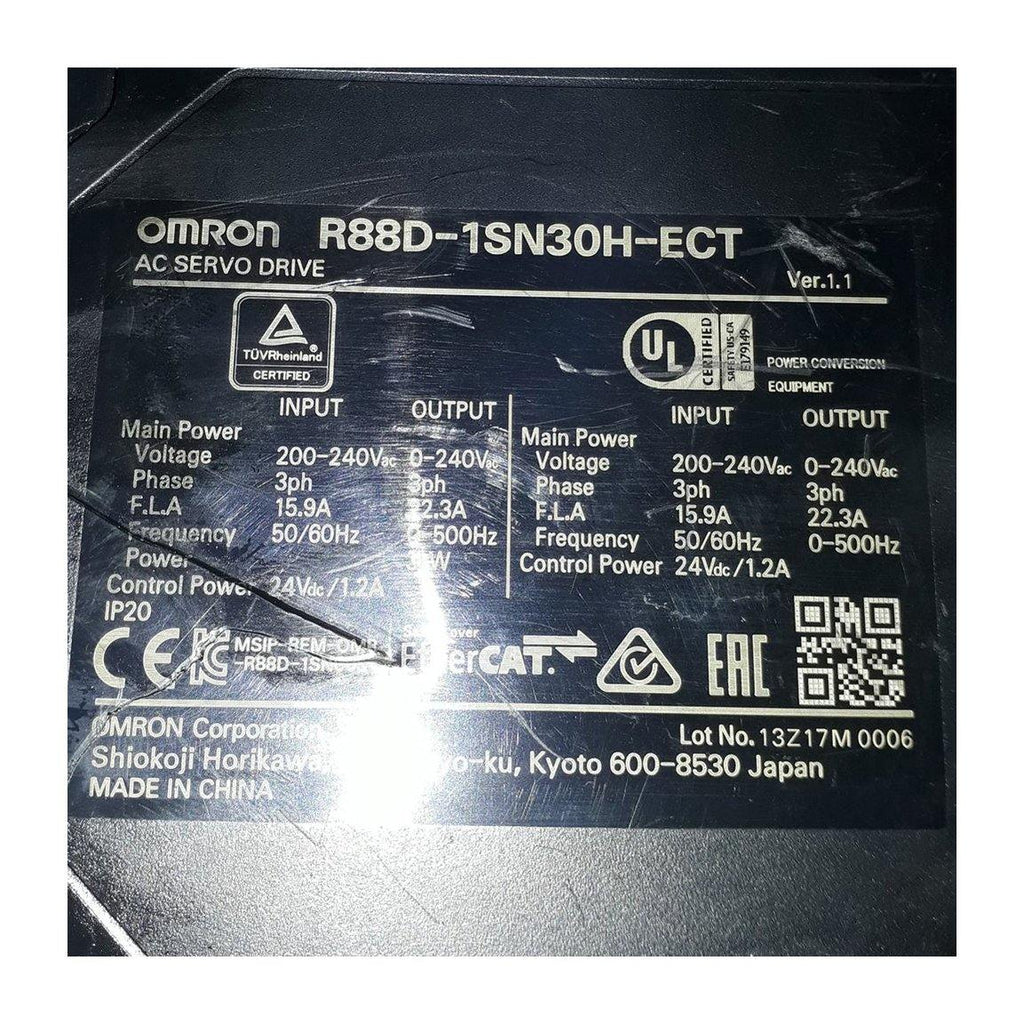 OMRON R88D-1SN30H-ECT
AC SERVO DRIVE
Ver.1.1
TÜVRheinland®
CERTIFIED
UL CERTIFIED
SAFETY US-CA
E179149
POWER CONVERSION
EQUIPMENT
INPUT OUTPUT
Main Power
Voltage 200-240Vac 0-240Vac
Phase 3ph 3ph
F.L.A 15.9A
Frequency 50/60Hz 0-500Hz
Power
Control Power 24Vdc/1.2A
IP20
INPUT OUTPUT
Main Power
Voltage 200-240Vac 0-240Vac
Phase 3ph 3ph
F.L.A 15.9A 22.3A
Frequency 50/60Hz 0-500Hz
Control Power 24Vdc/1.2A
CE
MSIP-REM-
-R88D-
EAC
OMRON Corporation
Lot No. 13Z17M 0006
Shiokoji Kyoto 600-8530 Japan
MADE IN CHINA